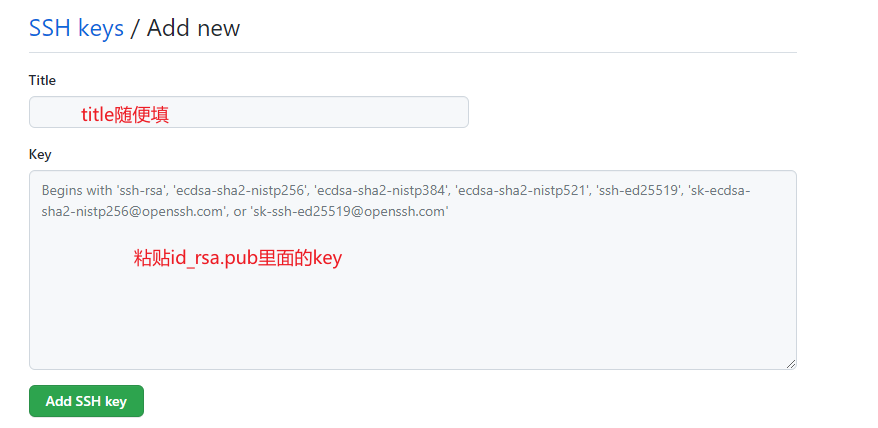 SSH keys / Add new
Title
title随便填
Key
Begins with 'ssh-rsa', 'ecdsa-sha2-nistp256', 'ecdsa-sha2-nistp384', 'ecdsa-sha2-nistp521', 'ssh-ed25519', 'sk-ecdsa-
sha2-nistp256@openssh.com', or 'sk-ssh-ed25519@openssh.com'
粘贴id_rsa.pub里面的key
Add SSH key